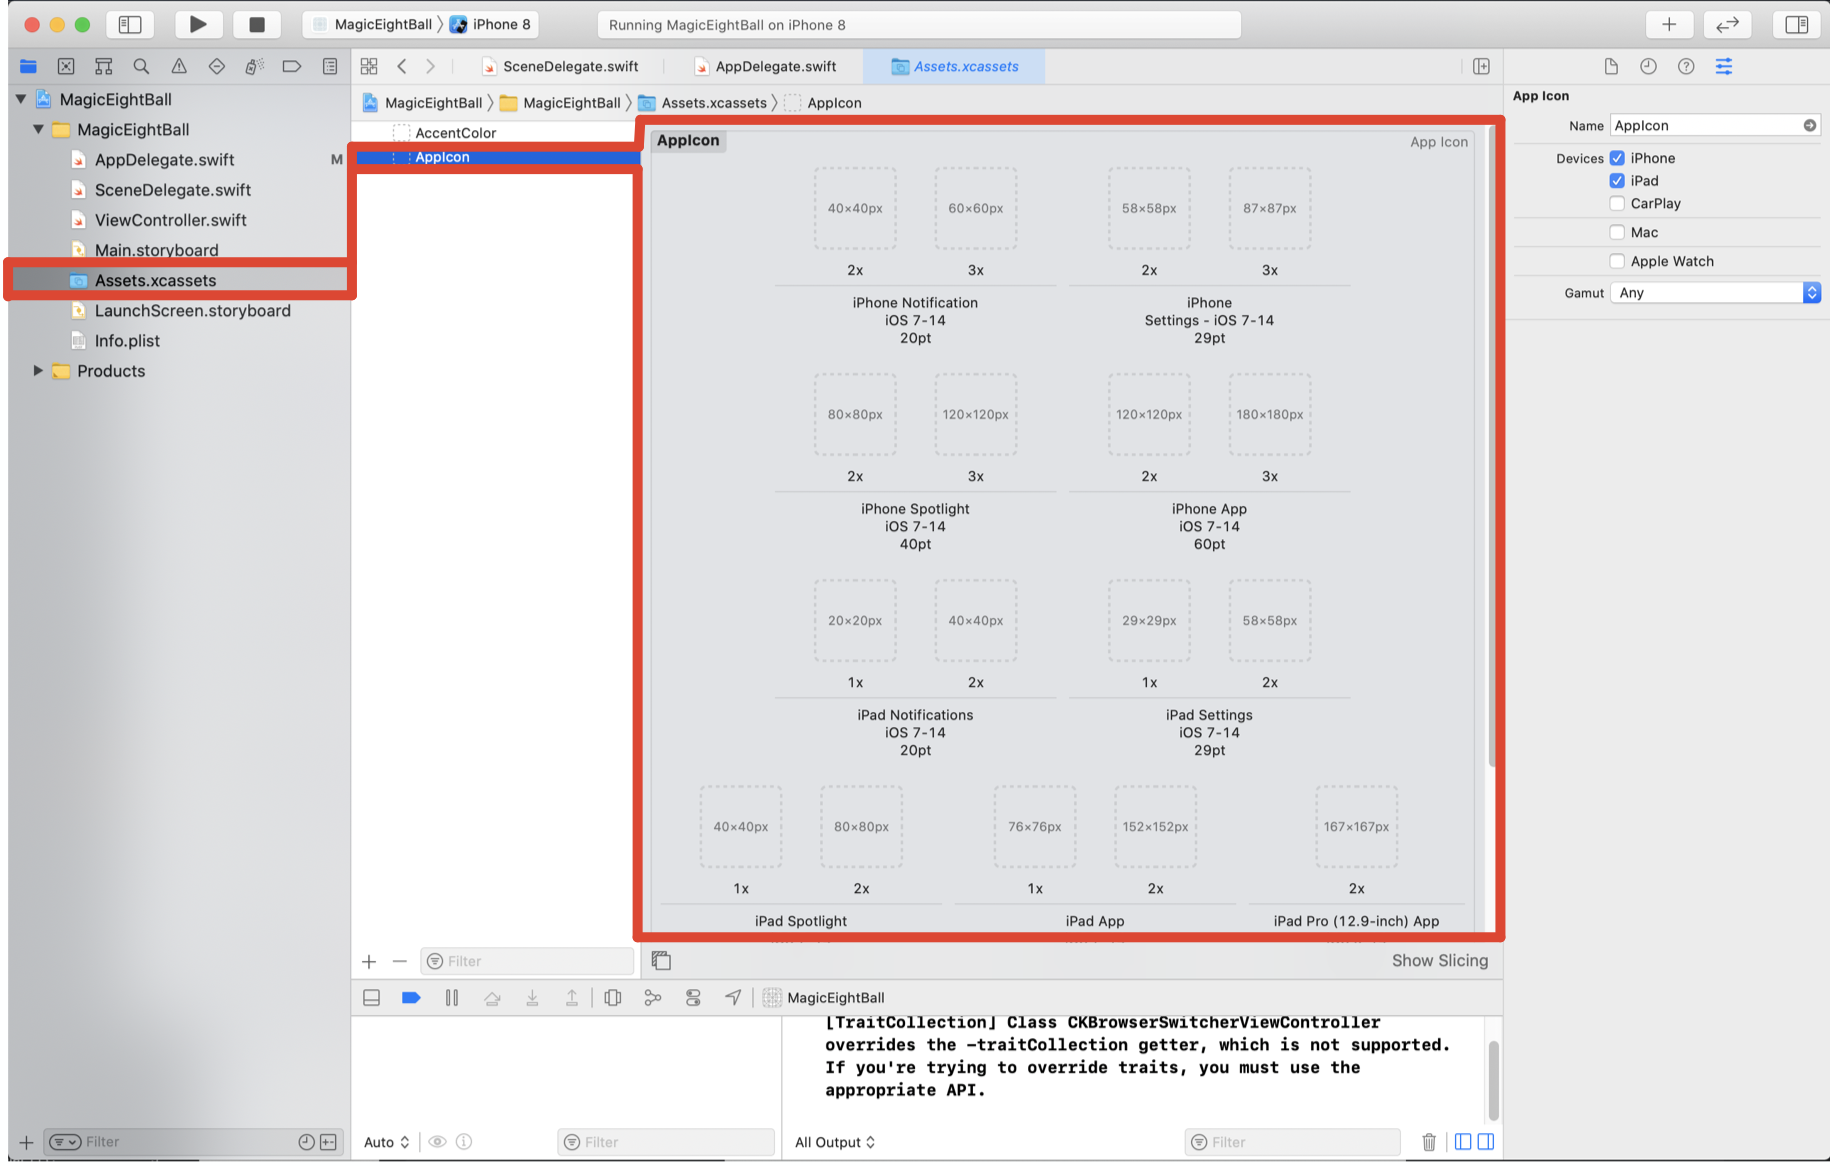 MagicEightBall
iPhone 8
Running MagicEightBall on iPhone 8
SceneDelegate.swift
AppDelegate.swift
Assets.xcassets
MagicEightBall
MagicEightBall
AppDelegate.swift
M
SceneDelegate.swift
ViewController.swift
Main.storyboard
Assets.xcassets
LaunchScreen.storyboard
Info.plist
Products
Filter
MagicEightBall
MagicEightBall
Assets.xcassets
AppIcon
AccentColor
AppIcon
Filter
AppIcon
App Icon
40×40px
60×60px
58×58px
87×87px
2x
3x
2x
3x
iPhone Notification
iOS 7-14
20pt
iPhone
Settings - iOS 7-14
29pt
80×80px
120×120px
120×120px
180×180px
2x
3x
2x
3x
iPhone Spotlight
iOS 7-14
40pt
iPhone App
iOS 7-14
60pt
20×20px
40×40px
29×29px
58×58px
1x
2x
1x
2x
iPad Notifications
iOS 7-14
20pt
iPad Settings
iOS 7-14
29pt
40×40px
80×80px
76×76px
152×152px
167×167px
1x
2x
1x
2x
2x
iPad Spotlight
iPad App
iPad Pro (12.9-inch) App
Show Slicing
MagicEightBall
[TraitCollection] Class CKBrowserSwitcherViewController
overrides the -traitCollection getter, which is not supported.
If you're trying to override traits, you must use the
appropriate API.
Auto
Filter
All Output
Filter
App Icon
Name AppIcon
Devices iPhone
iPad
CarPlay
Mac
Apple Watch
Gamut Any